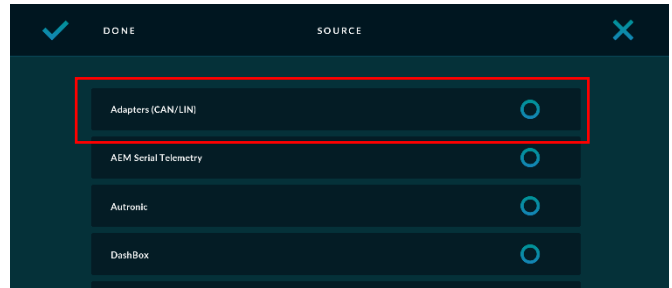 DONE SOURCE
Adapters (CAN/LIN)
AEM Serial Telemetry
Autronic
DashBox